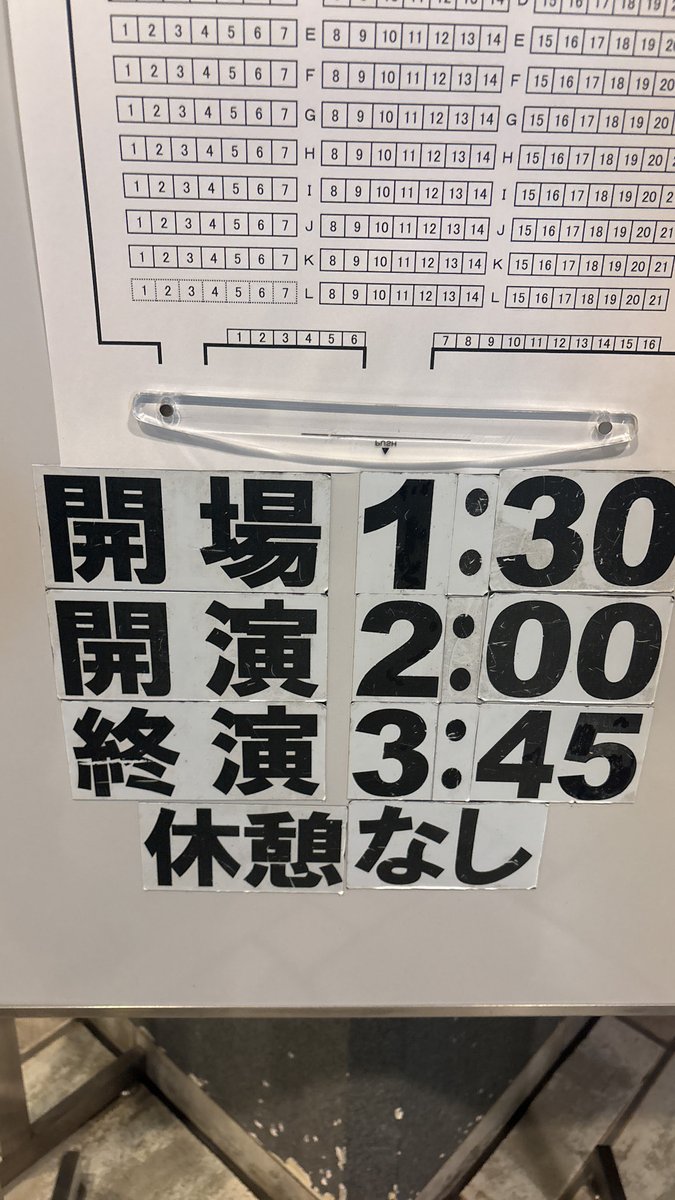 1 2 3 4 5 6 7 E 8 9 10 11 12 13 14 E 15 16 17 18 19
1 2 3 4 5 6 7 F 8 9 10 11 12 13 14 F 15 16 17 18 19 20
1 2 3 4 5 6 7 G 8 9 10 11 12 13 14 G 15 16 17 18 19 20
1 2 3 4 5 6 7 H 8 9 10 11 12 13 14 H 15 16 17 18 19 20
1 2 3 4 5 6 7 I 8 9 10 11 12 13 14 I 15 16 17 18 19 20
1 2 3 4 5 6 7 J 8 9 10 11 12 13 14 J 15 16 17 18 19 20 21
1 2 3 4 5 6 7 K 8 9 10 11 12 13 14 K 15 16 17 18 19 20 21
1 2 3 4 5 6 7 L 8 9 10 11 12 13 14 L 15 16 17 18 19 20 21
1 2 3 4 5 6 7 8 9 10 11 12 13 14 15 16
PUSH
開場 1:30
開演 2:00
終演 3:45
休憩なし